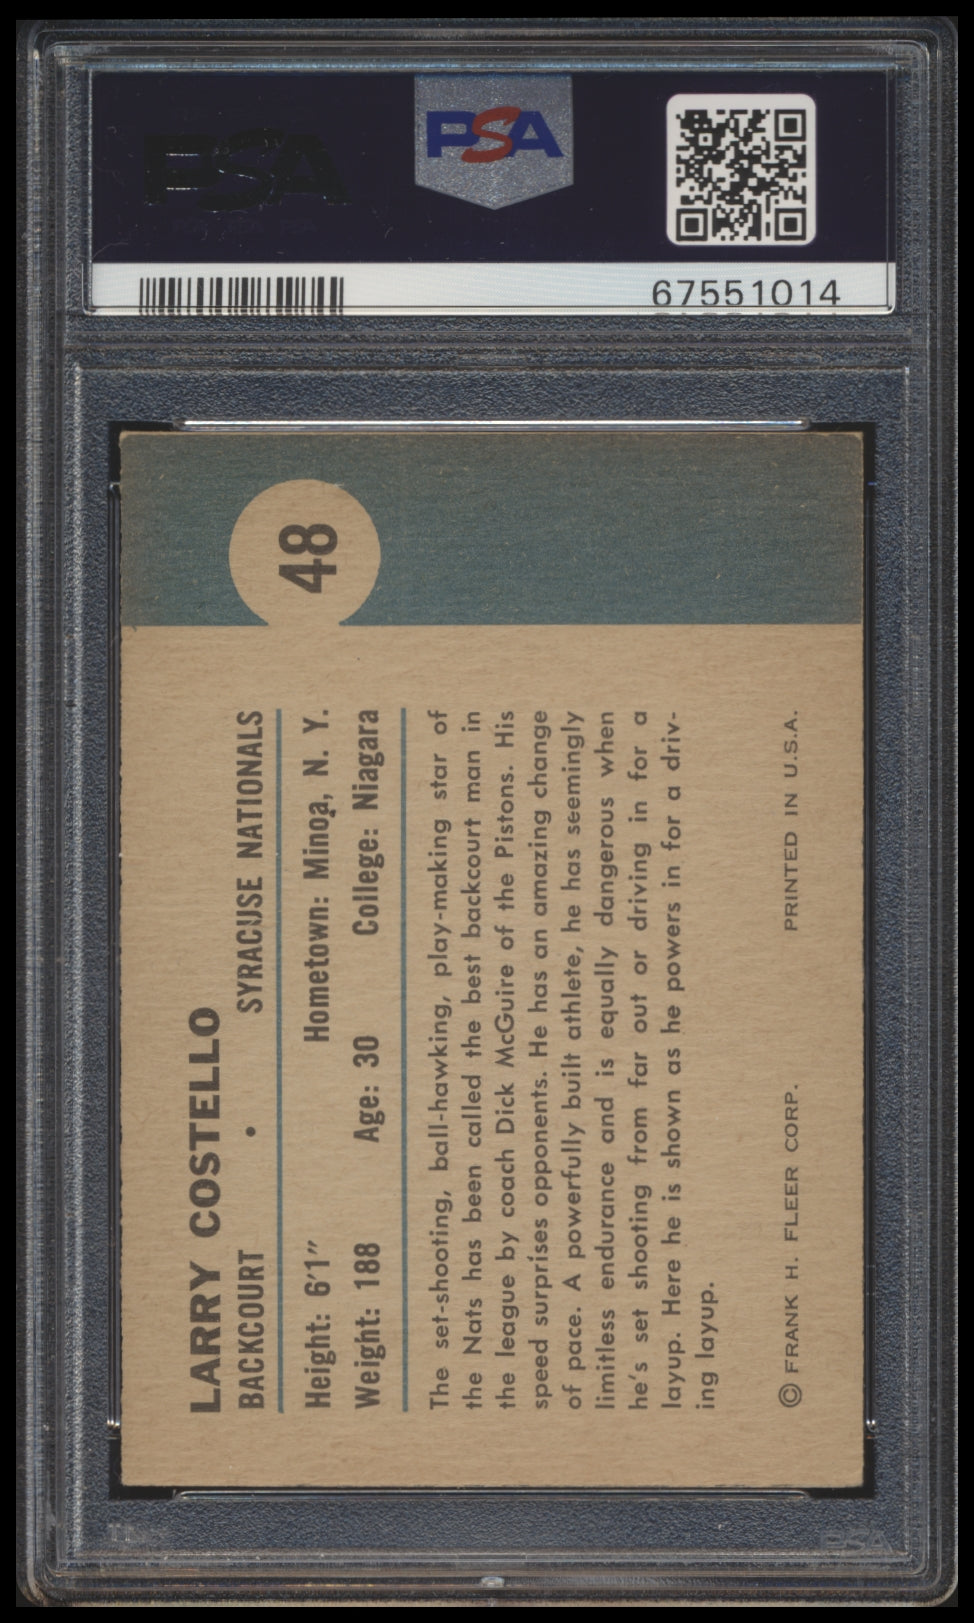 PSA
PSA
67551014
48
LARRY COSTELLO
BACKCOURT • SYRACUSE NATIONALS
Height: 6'1" Hometown: Minoa, N. Y.
Weight: 188 Age: 30 College: Niagara
The set-shooting, ball-hawking, play-making star of
the Nats has been called the best backcourt man in
the league by coach Dick McGuire of the Pistons. His
speed surprises opponents. He has an amazing change
of pace. A powerfully built athlete, he has seemingly
limitless endurance and is equally dangerous when
he's set shooting from far out or driving in for a
layup. Here he is shown as he powers in for a driv-
ing layup.
© FRANK H. FLEER CORP. PRINTED IN U.S.A.
PSA